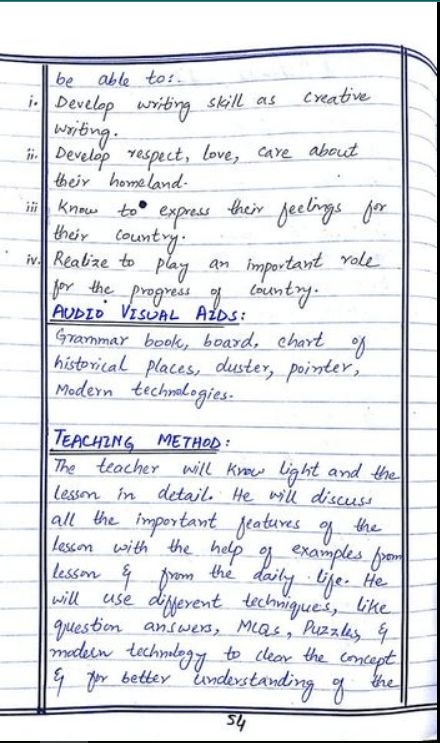 be able to:.
i. Develop writing skill as creative
writing.
ii. Develop respect, love, care about
their homeland.
iii Know to express their feelings for
their country.
iv. Realize to play an important role
for the progress of country.
AUDIO VISUAL AIDS:
Grammar book, board, chart of
historical places, duster, pointer,
Modern technologies.
TEACHING METHOD:
The teacher will know light and the
lesson in detail. He will discuss
all the important features of the
lesson with the help of examples from
lesson & from the daily life. He
will use different techniques, like
question answers, MCQs, Puzzles, &
modern technology to clear the concept
& for better understanding of the
54